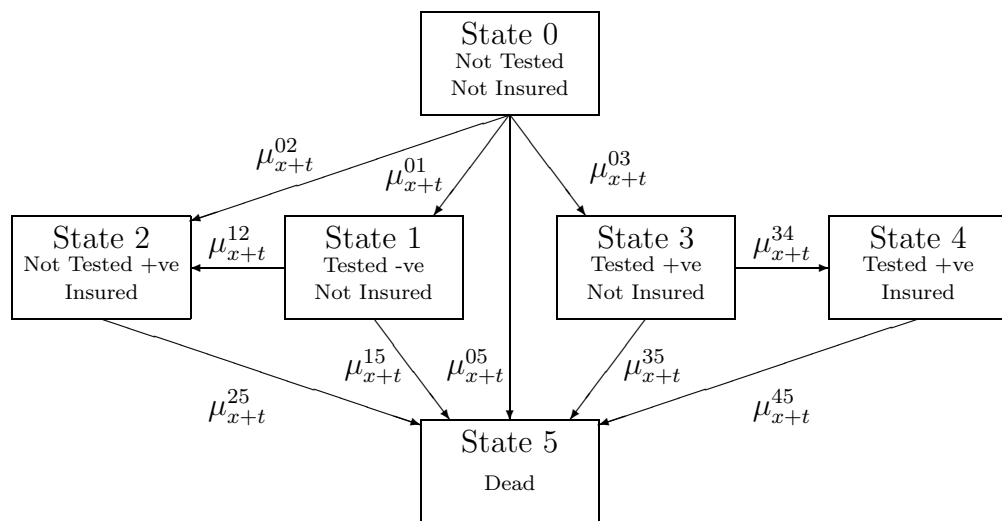 State 0
Not Tested
Not Insured
μ^{02}_{x+t}
μ^{01}_{x+t}
μ^{03}_{x+t}
State 2
Not Tested +ve
Insured
μ^{12}_{x+t}
State 1
Tested -ve
Not Insured
State 3
Tested +ve
Not Insured
μ^{34}_{x+t}
State 4
Tested +ve
Insured
μ^{25}_{x+t}
μ^{15}_{x+t}
μ^{05}_{x+t}
μ^{35}_{x+t}
μ^{45}_{x+t}
State 5
Dead